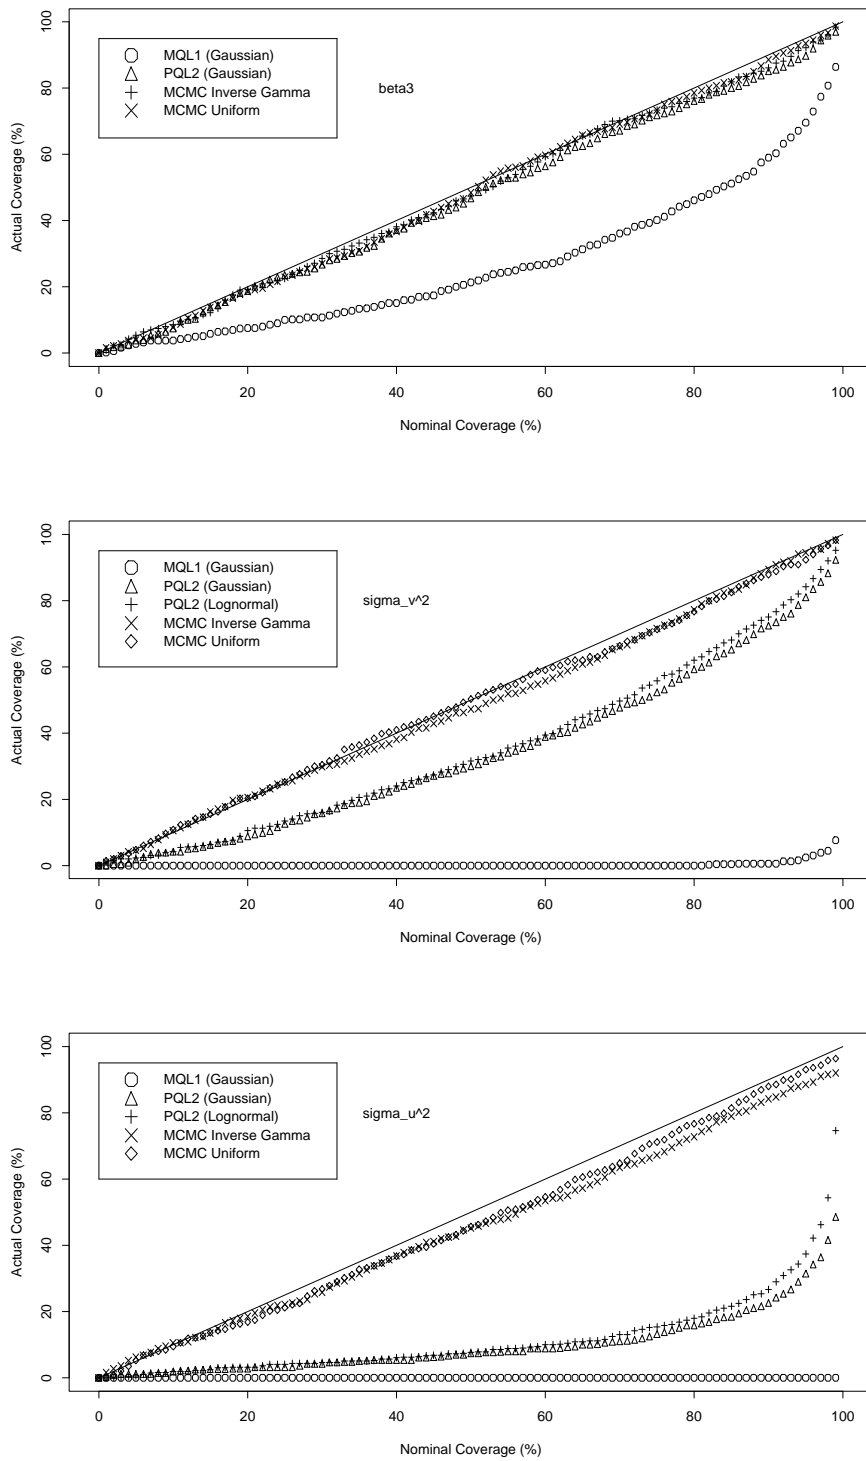 100
80
60
40
20
0
Actual Coverage (%)
MQL1 (Gaussian)
PQL2 (Gaussian)
MCMC Inverse Gamma
MCMC Uniform
beta3
0 20 40 60 80 100
Nominal Coverage (%)
100
80
60
40
20
0
Actual Coverage (%)
MQL1 (Gaussian)
PQL2 (Gaussian)
PQL2 (Lognormal)
MCMC Inverse Gamma
MCMC Uniform
sigma_v^2
0 20 40 60 80 100
Nominal Coverage (%)
100
80
60
40
20
0
Actual Coverage (%)
MQL1 (Gaussian)
PQL2 (Gaussian)
PQL2 (Lognormal)
MCMC Inverse Gamma
MCMC Uniform
sigma_u^2
0 20 40 60 80 100
Nominal Coverage (%)